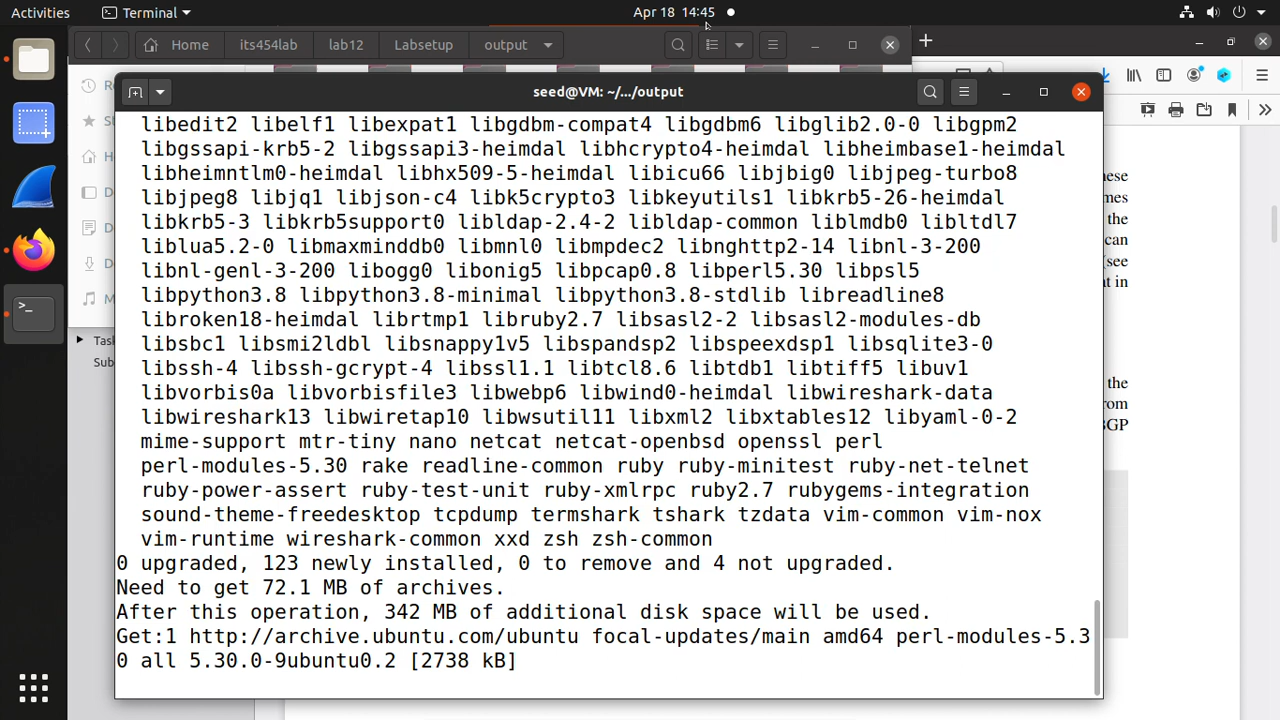 Activities
Terminal
Apr 18 14:45
Home
its454lab
lab12
Labsetup
output
seed@VM: ~/.../output
libedit2 libelf1 libexpat1 libgdbm-compat4 libgdbm6 libglib2.0-0 libgpm2
libgssapi-krb5-2 libgssapi3-heimdal libhcrypto4-heimdal libheimbase1-heimdal
libheimntlm0-heimdal libhx509-5-heimdal libicu66 libjbig0 libjpeg-turbo8
libjpeg8 libjq1 libjson-c4 libk5crypto3 libkeyutils1 libkrb5-26-heimdal
libkrb5-3 libkrb5support0 libldap-2.4-2 libldap-common liblmdb0 libltdl7
liblua5.2-0 libmaxminddb0 libmnl0 libmpdec2 libnghttp2-14 libnl-3-200
libnl-genl-3-200 libogg0 libonig5 libpcap0.8 libperl5.30 libpsl5
libpython3.8 libpython3.8-minimal libpython3.8-stdlib libreadline8
libroken18-heimdal librtmp1 libruby2.7 libsasl2-2 libsasl2-modules-db
libsbc1 libsmi2ldbl libsnappy1v5 libspandsp2 libspeexdsp1 libsqlite3-0
libssh-4 libssh-gcrypt-4 libssl1.1 libtcl8.6 libtdb1 libtiff5 libuv1
libvorbis0a libvorbisfile3 libwebp6 libwind0-heimdal libwireshark-data
libwireshark13 libwiretap10 libwsutil11 libxml2 libxtables12 libyaml-0-2
mime-support mtr-tiny nano netcat netcat-openbsd openssl perl
perl-modules-5.30 rake readline-common ruby ruby-minitest ruby-net-telnet
ruby-power-assert ruby-test-unit ruby-xmlrpc ruby2.7 rubygems-integration
sound-theme-freedesktop tcpdump termshark tshark tzdata vim-common vim-nox
vim-runtime wireshark-common xxd zsh zsh-common
0 upgraded, 123 newly installed, 0 to remove and 4 not upgraded.
Need to get 72.1 MB of archives.
After this operation, 342 MB of additional disk space will be used.
Get:1 http://archive.ubuntu.com/ubuntu focal-updates/main amd64 perl-modules-5.3
0 all 5.30.0-9ubuntu0.2 [2738 kB]
Tas
Sub
the
can
(see
t in
the
BGP